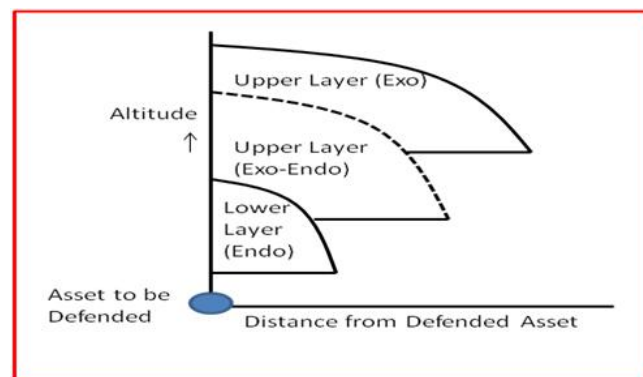 Upper Layer (Exo)
Altitude
↑
Upper Layer
(Exo-Endo)
Lower
Layer
(Endo)
Asset to be
Defended
Distance from Defended Asset